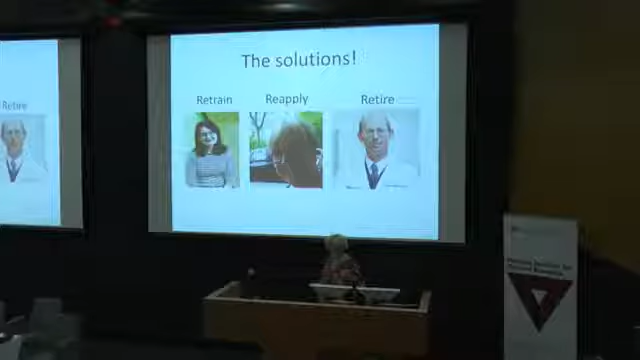 The solutions!
Retrain
Reapply
Retire
Retire